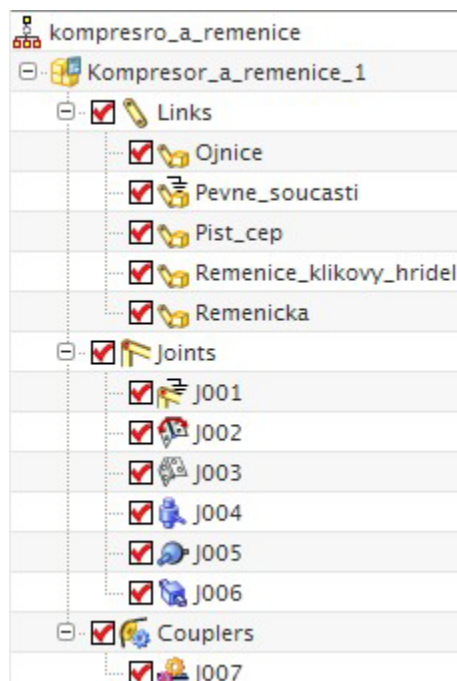 kompresro_a_remenice
Kompresor_a_remenice_1
Links
Ojnice
Pevne_soucasti
Pist_cep
Remenice_klikovy_hridel
Remenicka
Joints
J001
J002
J003
J004
J005
J006
Couplers
J007